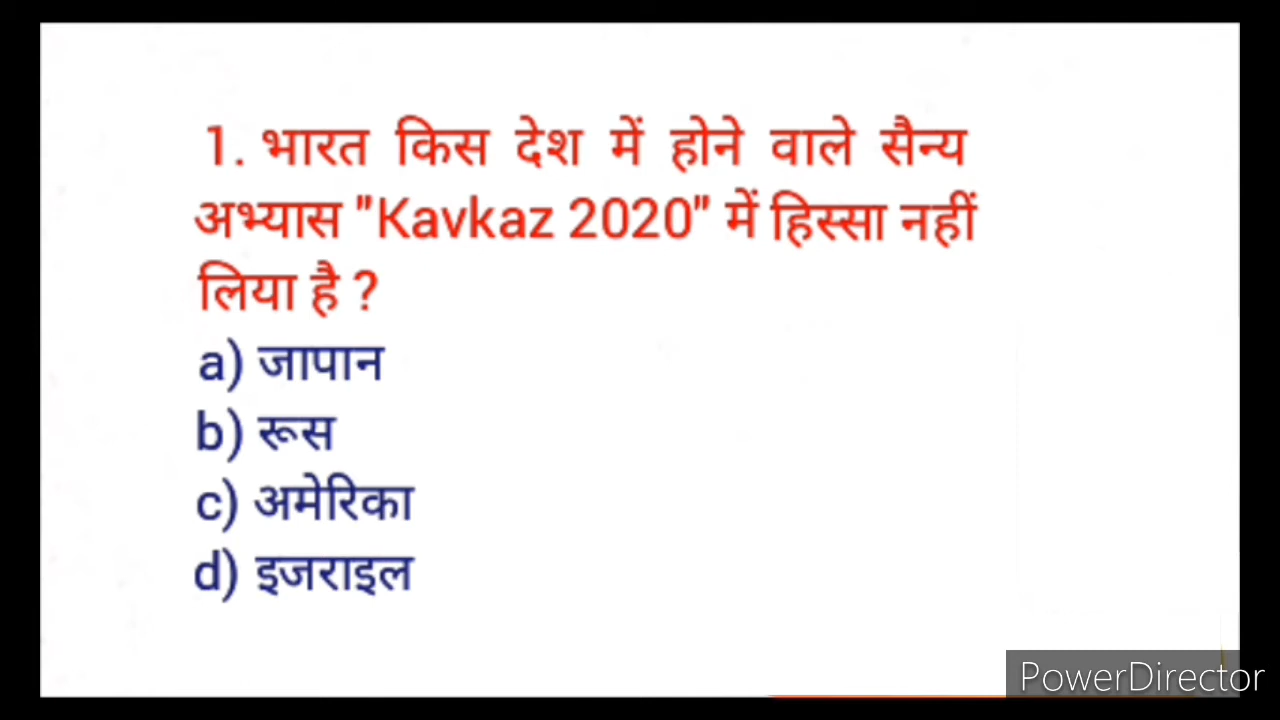 1. भारत किस देश में होने वाले सैन्य
अभ्यास "Kavkaz 2020" में हिस्सा नहीं
लिया है ?
a) जापान
b) रूस
c) अमेरिका
d) इजराइल
PowerDirector